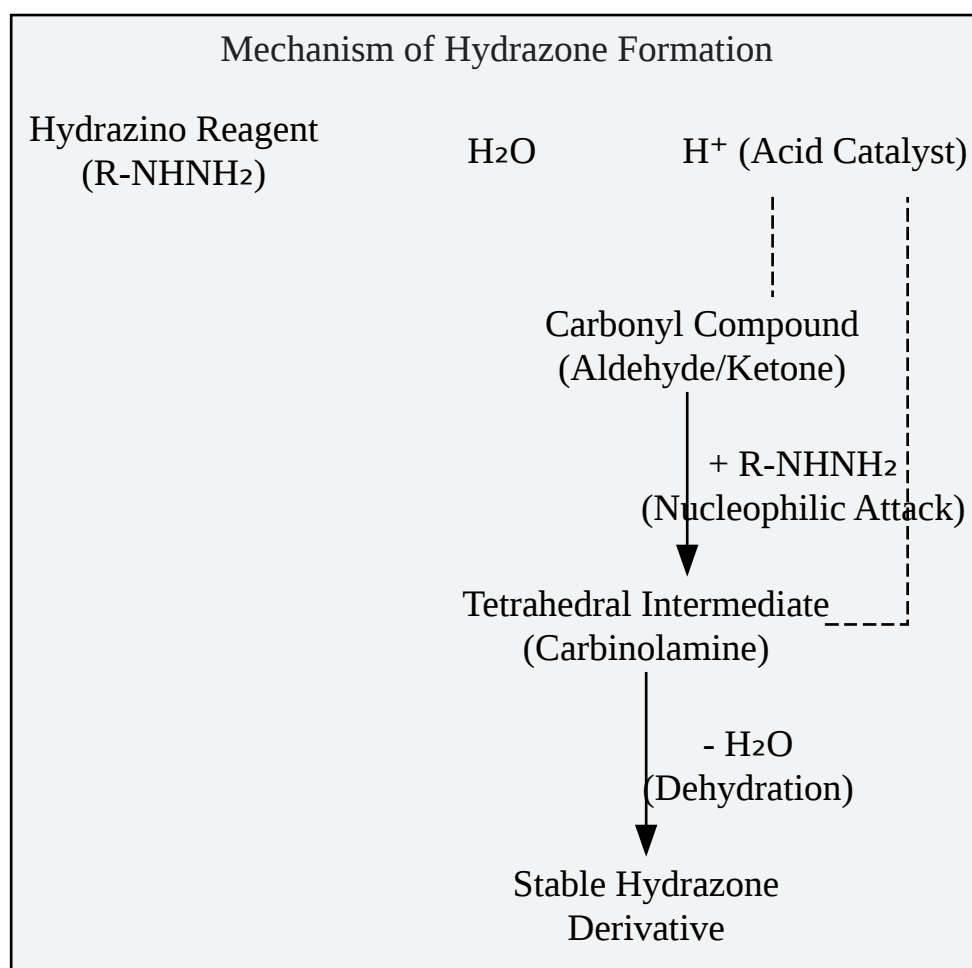 Mechanism of Hydrazone Formation
Hydrazino Reagent
(R-NHNH₂)
H₂O
H⁺ (Acid Catalyst)
Carbonyl Compound
(Aldehyde/Ketone)
+ R-NHNH₂
(Nucleophilic Attack)
Tetrahedral Intermediate
(Carbinolamine)
- H₂O
(Dehydration)
Stable Hydrazone
Derivative